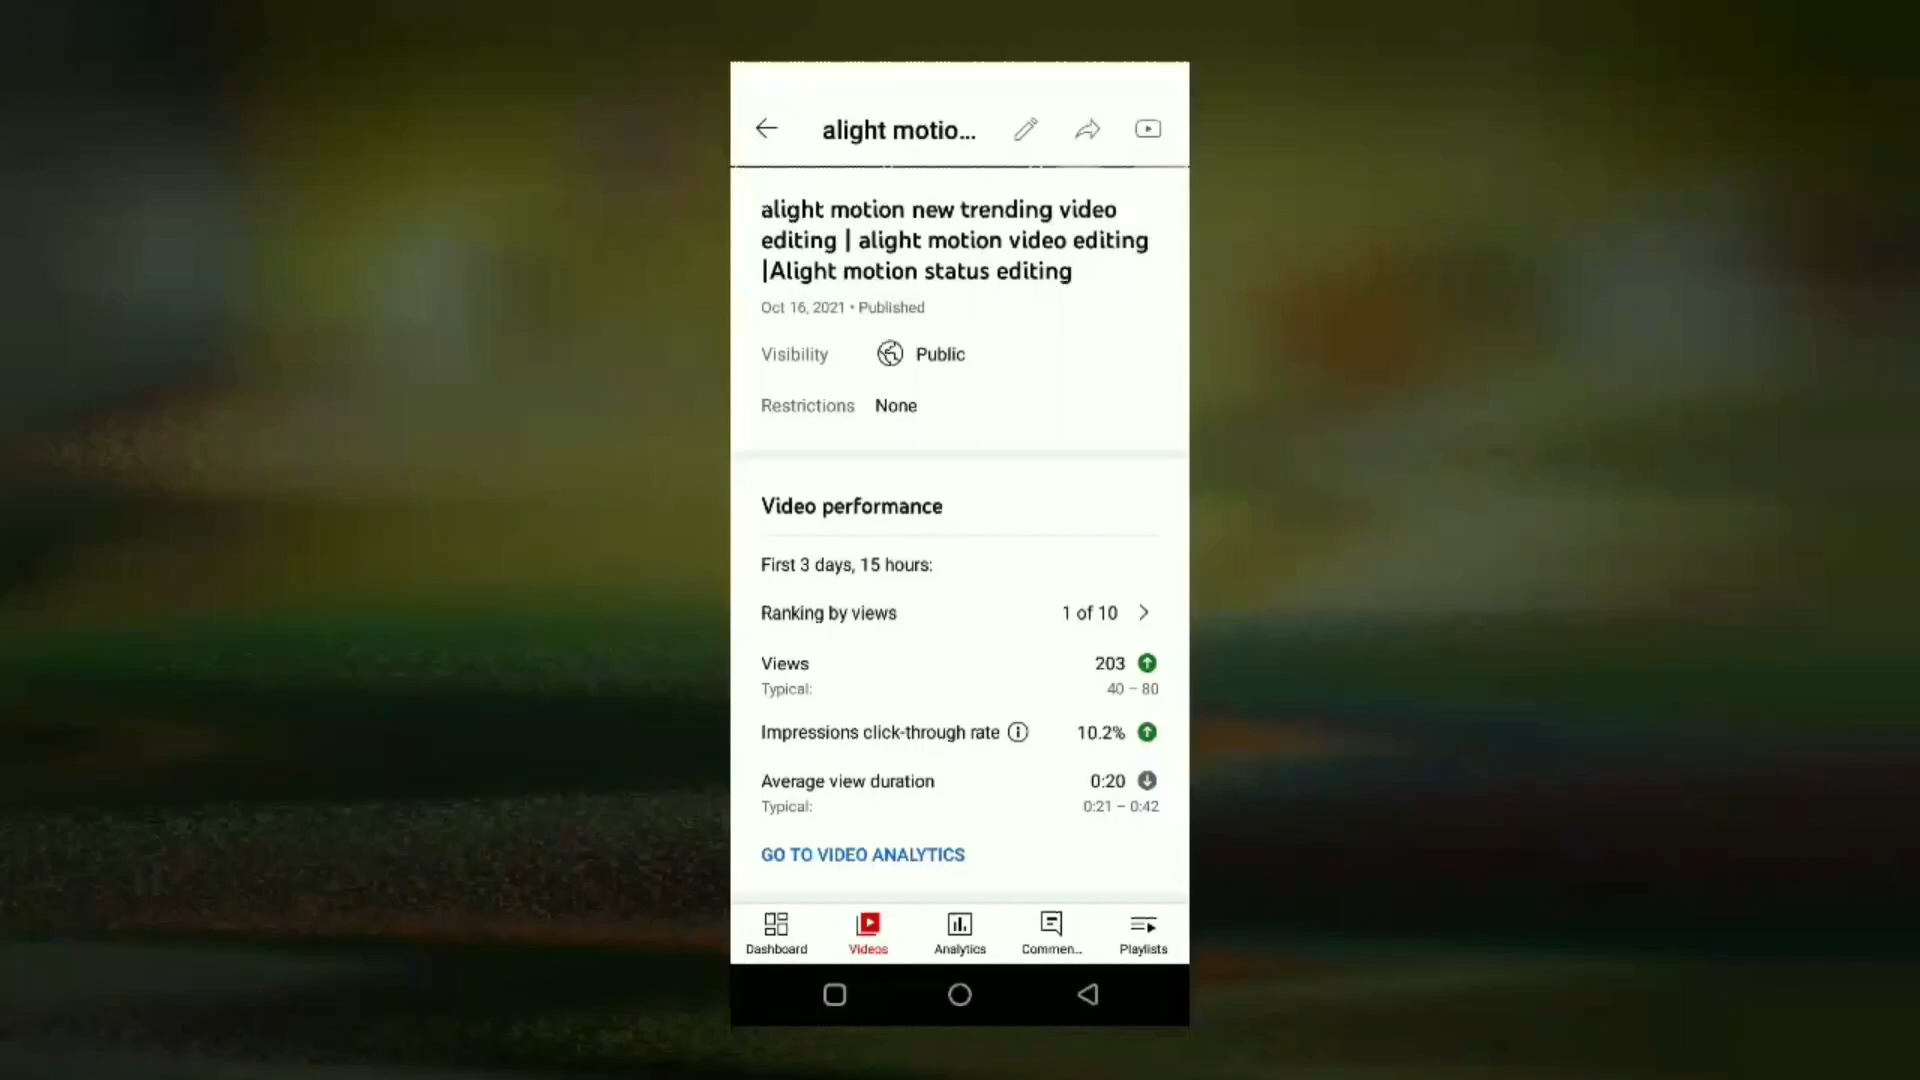 alight motio...
alight motion new trending video
editing | alight motion video editing
|Alight motion status editing
Oct 16, 2021 • Published
Visibility Public
Restrictions None
Video performance
First 3 days, 15 hours:
Ranking by views 1 of 10
Views 203
Typical: 40 – 80
Impressions click-through rate 10.2%
Average view duration 0:20
Typical: 0:21 – 0:42
GO TO VIDEO ANALYTICS
Dashboard Videos Analytics Commen... Playlists